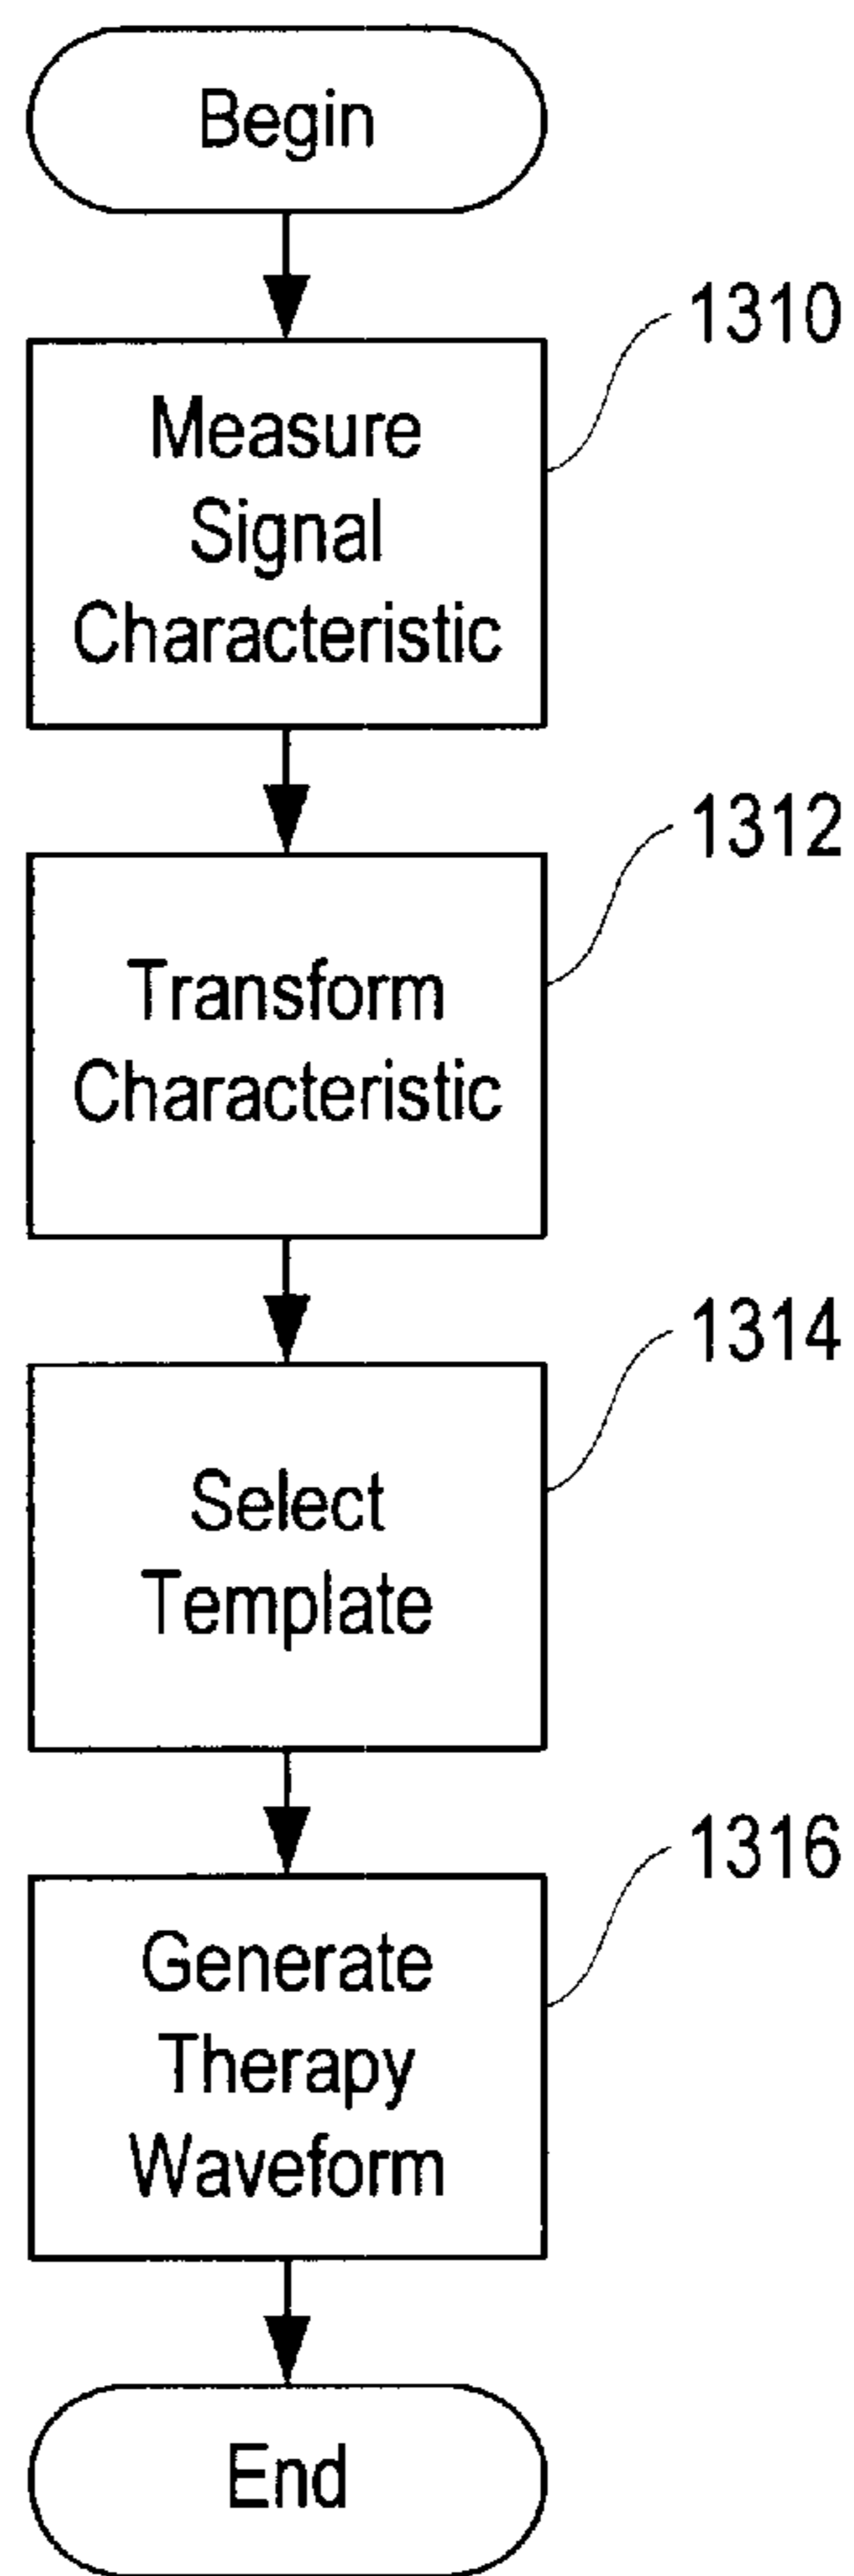 Begin
1310
Measure
Signal
Characteristic
1312
Transform
Characteristic
1314
Select
Template
1316
Generate
Therapy
Waveform
End